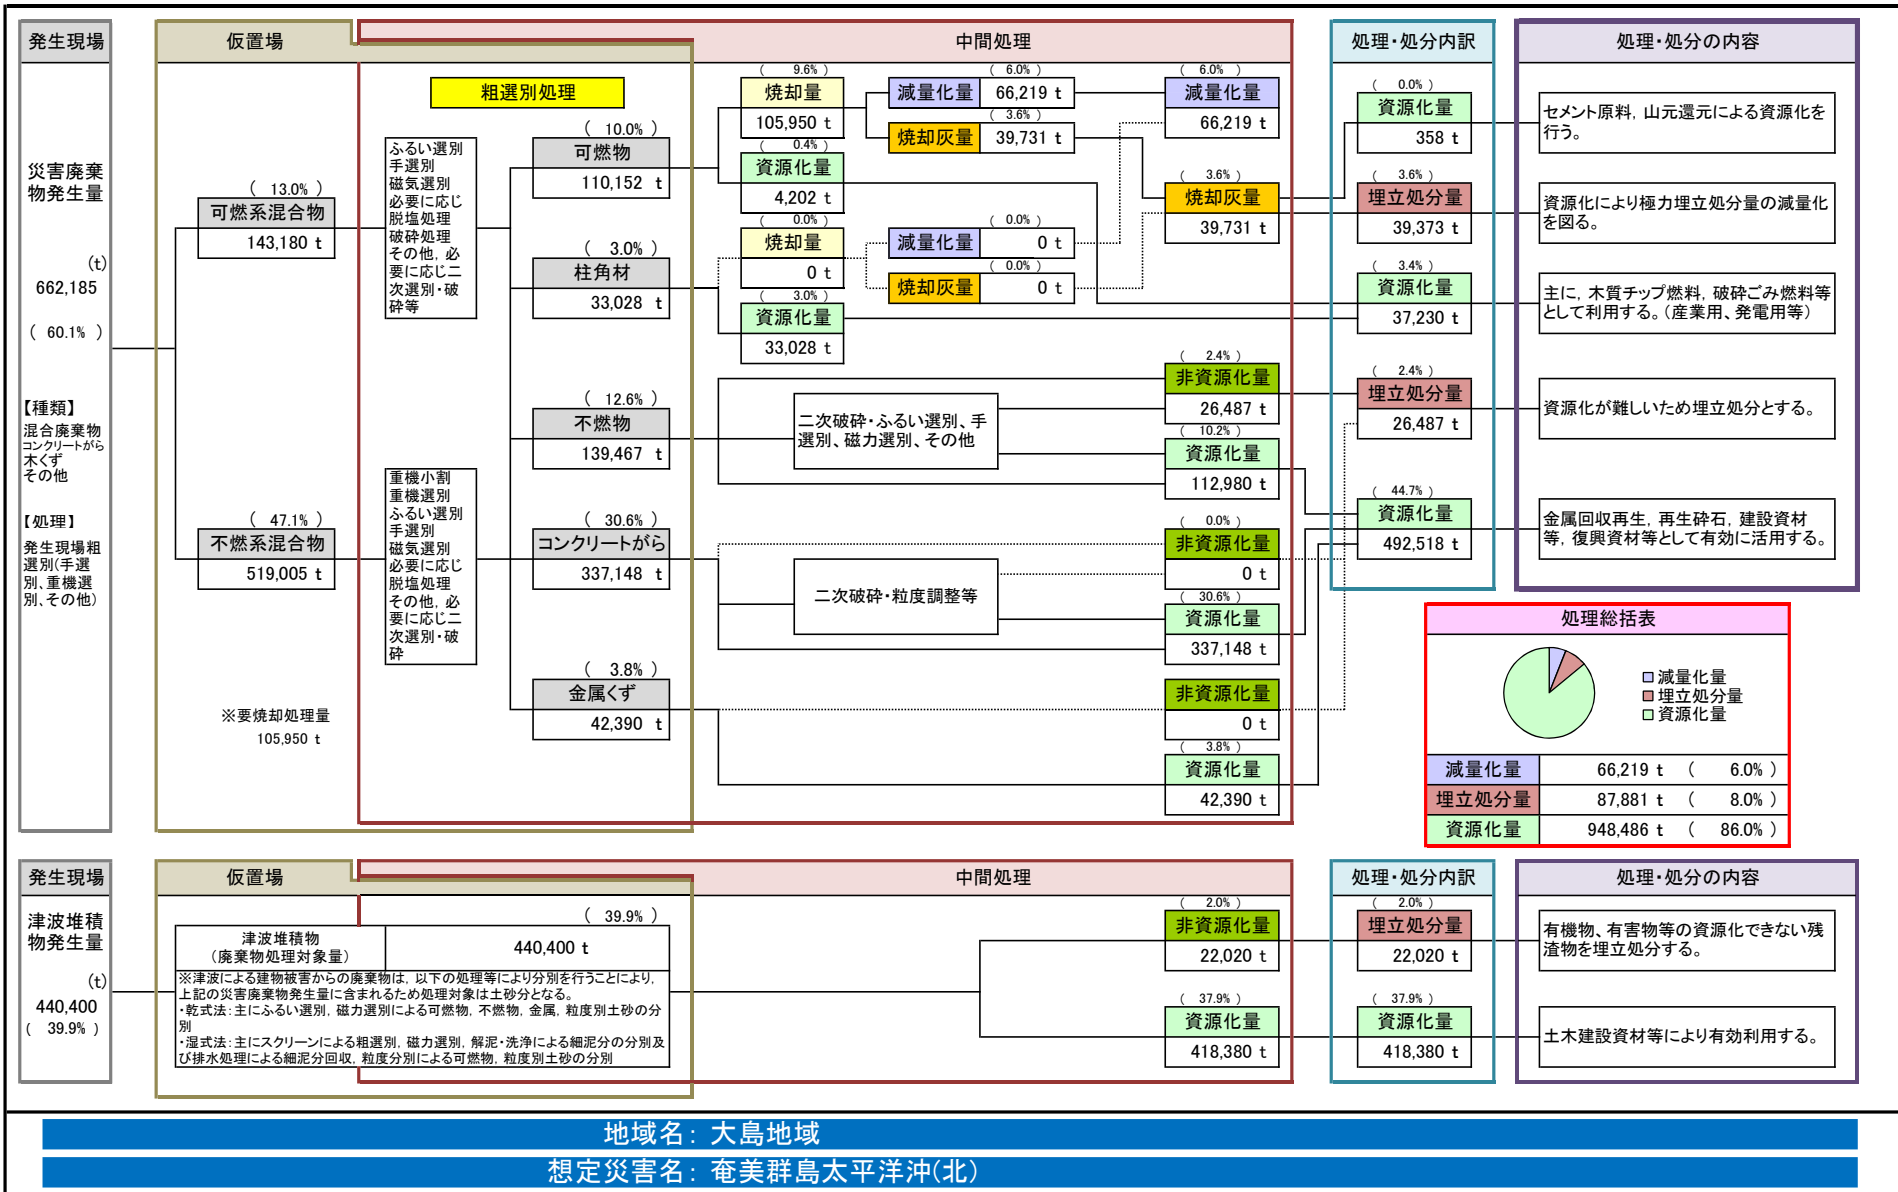 発生現場
仮置場
中間処理
処理・処分内訳
処理・処分の内容
災害廃棄
物発生量
(t)
662,185
( 60.1% )
【種類】
混合廃棄物
コンクリートがら
木くず
その他
【処理】
発生現場粗
選別(手選
別、重機選
別、その他)
( 13.0% )
可燃系混合物
143,180 t
( 47.1% )
不燃系混合物
519,005 t
※要焼却処理量
105,950 t
粗選別処理
ふるい選別
手選別
磁気選別
必要に応じ
脱塩処理
破砕処理
その他, 必
要に応じ二
次選別・破
砕等
重機小割
重機選別
ふるい選別
手選別
磁気選別
必要に応じ
脱塩処理
その他, 必
要に応じ二
次選別・破
砕
( 10.0% )
可燃物
110,152 t
( 3.0% )
柱角材
33,028 t
( 12.6% )
不燃物
139,467 t
( 30.6% )
コンクリートがら
337,148 t
( 3.8% )
金属くず
42,390 t
( 9.6% )
焼却量
105,950 t
( 0.4% )
資源化量
4,202 t
( 0.0% )
焼却量
0 t
( 3.0% )
資源化量
33,028 t
( 6.0% )
減量化量 66,219 t
( 3.6% )
焼却灰量 39,731 t
( 0.0% )
減量化量 0 t
( 0.0% )
焼却灰量 0 t
二次破砕・ふるい選別、手
選別、磁力選別、その他
二次破砕・粒度調整等
( 6.0% )
減量化量
66,219 t
( 3.6% )
焼却灰量
39,731 t
( 2.4% )
非資源化量
26,487 t
( 10.2% )
資源化量
112,980 t
( 0.0% )
非資源化量
0 t
( 30.6% )
資源化量
337,148 t
非資源化量
0 t
( 3.8% )
資源化量
42,390 t
( 0.0% )
資源化量
358 t
( 3.6% )
埋立処分量
39,373 t
( 3.4% )
資源化量
37,230 t
( 2.4% )
埋立処分量
26,487 t
( 44.7% )
資源化量
492,518 t
セメント原料, 山元還元による資源化を
行う。
資源化により極力埋立処分量の減量化
を図る。
主に, 木質チップ燃料, 破砕ごみ燃料等
として利用する。(産業用、発電用等)
資源化が難しいため埋立処分とする。
金属回収再生, 再生砕石, 建設資材
等, 復興資材等として有効に活用する。
処理総括表
減量化量
埋立処分量
資源化量
減量化量 66,219 t ( 6.0% )
埋立処分量 87,881 t ( 8.0% )
資源化量 948,486 t ( 86.0% )
発生現場
仮置場
中間処理
処理・処分内訳
処理・処分の内容
津波堆積
物発生量
(t)
440,400
( 39.9% )
( 39.9% )
津波堆積物
(廃棄物処理対象量)
440,400 t
※津波による建物被害からの廃棄物は, 以下の処理等により分別を行うことにより,
上記の災害廃棄物発生量に含まれるため処理対象は土砂分となる。
・乾式法:主にふるい選別, 磁力選別による可燃物, 不燃物, 金属, 粒度別土砂の分
別
・湿式法:主にスクリーンによる粗選別, 磁力選別, 解泥・洗浄による細泥分の分別及
び排水処理による細泥分回収, 粒度分別による可燃物, 粒度別土砂の分別
( 2.0% )
非資源化量
22,020 t
( 37.9% )
資源化量
418,380 t
( 2.0% )
埋立処分量
22,020 t
( 37.9% )
資源化量
418,380 t
有機物、有害物等の資源化できない残
渣物を埋立処分する。
土木建設資材等により有効利用する。
地域名: 大島地域
想定災害名: 奄美群島太平洋沖(北)